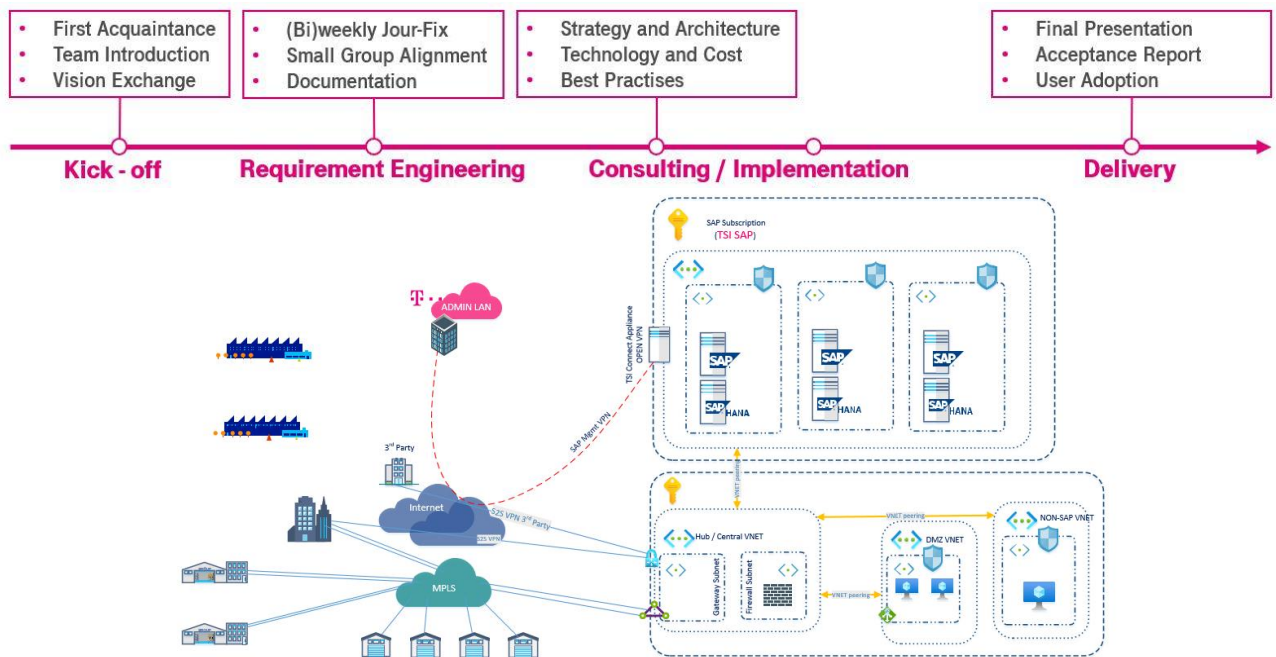 • First Acquaintance
• Team Introduction
• Vision Exchange
• (Bi)weekly Jour-Fix
• Small Group Alignment
• Documentation
• Strategy and Architecture
• Technology and Cost
• Best Practises
• Final Presentation
• Acceptance Report
• User Adoption
Kick - off
Requirement Engineering
Consulting / Implementation
Delivery
SAP Subscription
(TSI SAP)
T
ADMIN LAN
TSI Connect Appliance
OPEN VPN
SAP
SAP
SAP
SAP HANA
SAP HANA
SAP HANA
SAP Mgmt VPN
3rd Party
Internet
S2S VPN 3rd Party
S2S VPN
MPLS
VNET peering
VNET peering
VNET peering
Hub / Central VNET
Gateway Subnet
Firewall Subnet
DMZ VNET
NON-SAP VNET